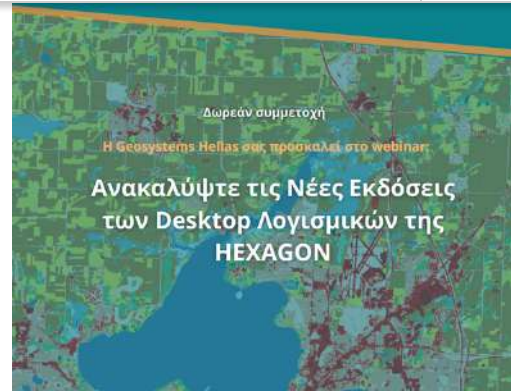 Δωρεάν συμμετοχή
Η Geosystems Hellas σας προσκαλεί στο webinar:
Ανακαλύψτε τις Νέες Εκδόσεις
των Desktop Λογισμικών της
HEXAGON